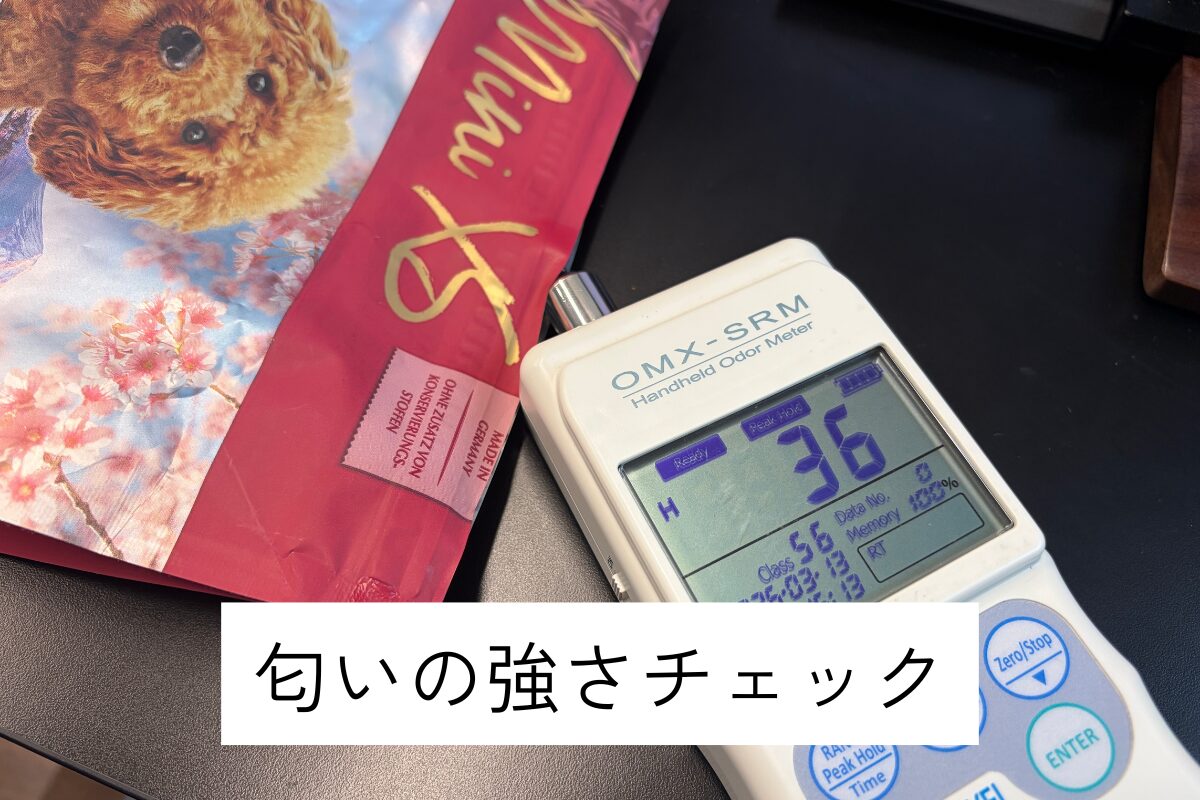 Mini XS
MADE IN
GERMANY
OHNE ZUSATZ VON
KONSERVIERUNGS-
STOFFEN
OMX-SRM
Handheld Odor Meter
Ready
Peak Hold
36
H
Class 56
Data No. 0
Memory 100%
RT
Zero/Stop
Peak Hold
Time
ENTER
匂いの強さチェック